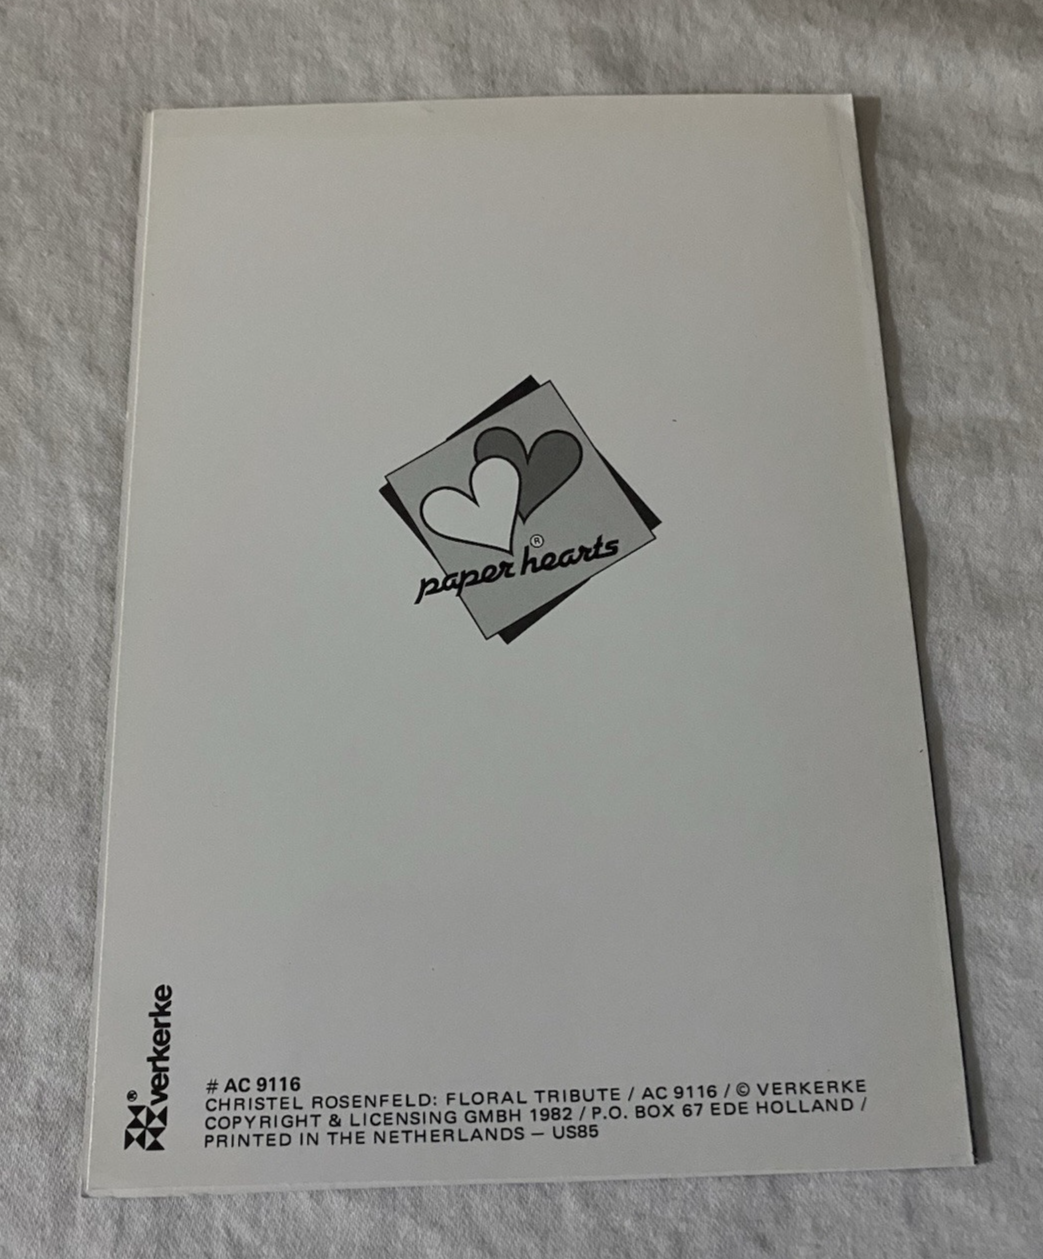 ®
paper hearts
verkerke®
# AC 9116
CHRISTEL ROSENFELD: FLORAL TRIBUTE / AC 9116 / © VERKERKE
COPYRIGHT & LICENSING GMBH 1982 / P.O. BOX 67 EDE HOLLAND /
PRINTED IN THE NETHERLANDS – US85